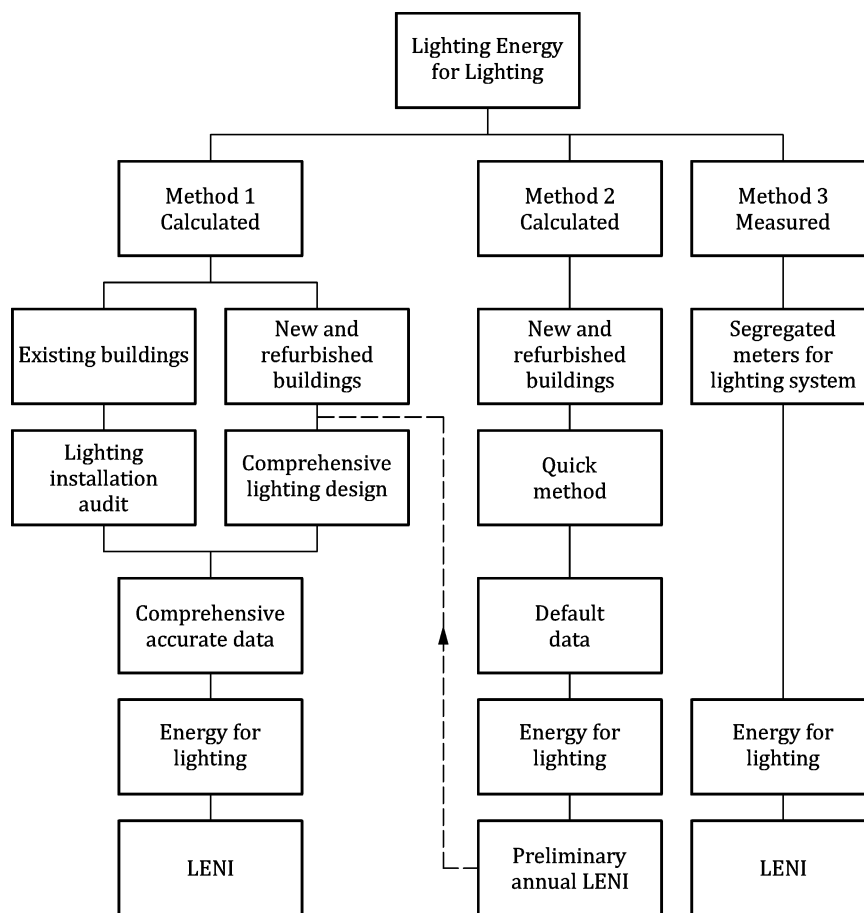 Lighting Energy
for Lighting
Method 1
Calculated
Method 2
Calculated
Method 3
Measured
Existing buildings
New and
refurbished
buildings
New and
refurbished
buildings
Segregated
meters for
lighting system
Lighting
installation
audit
Comprehensive
lighting design
Quick
method
Comprehensive
accurate data
Default
data
Energy for
lighting
Energy for
lighting
Energy for
lighting
LENI
Preliminary
annual LENI
LENI